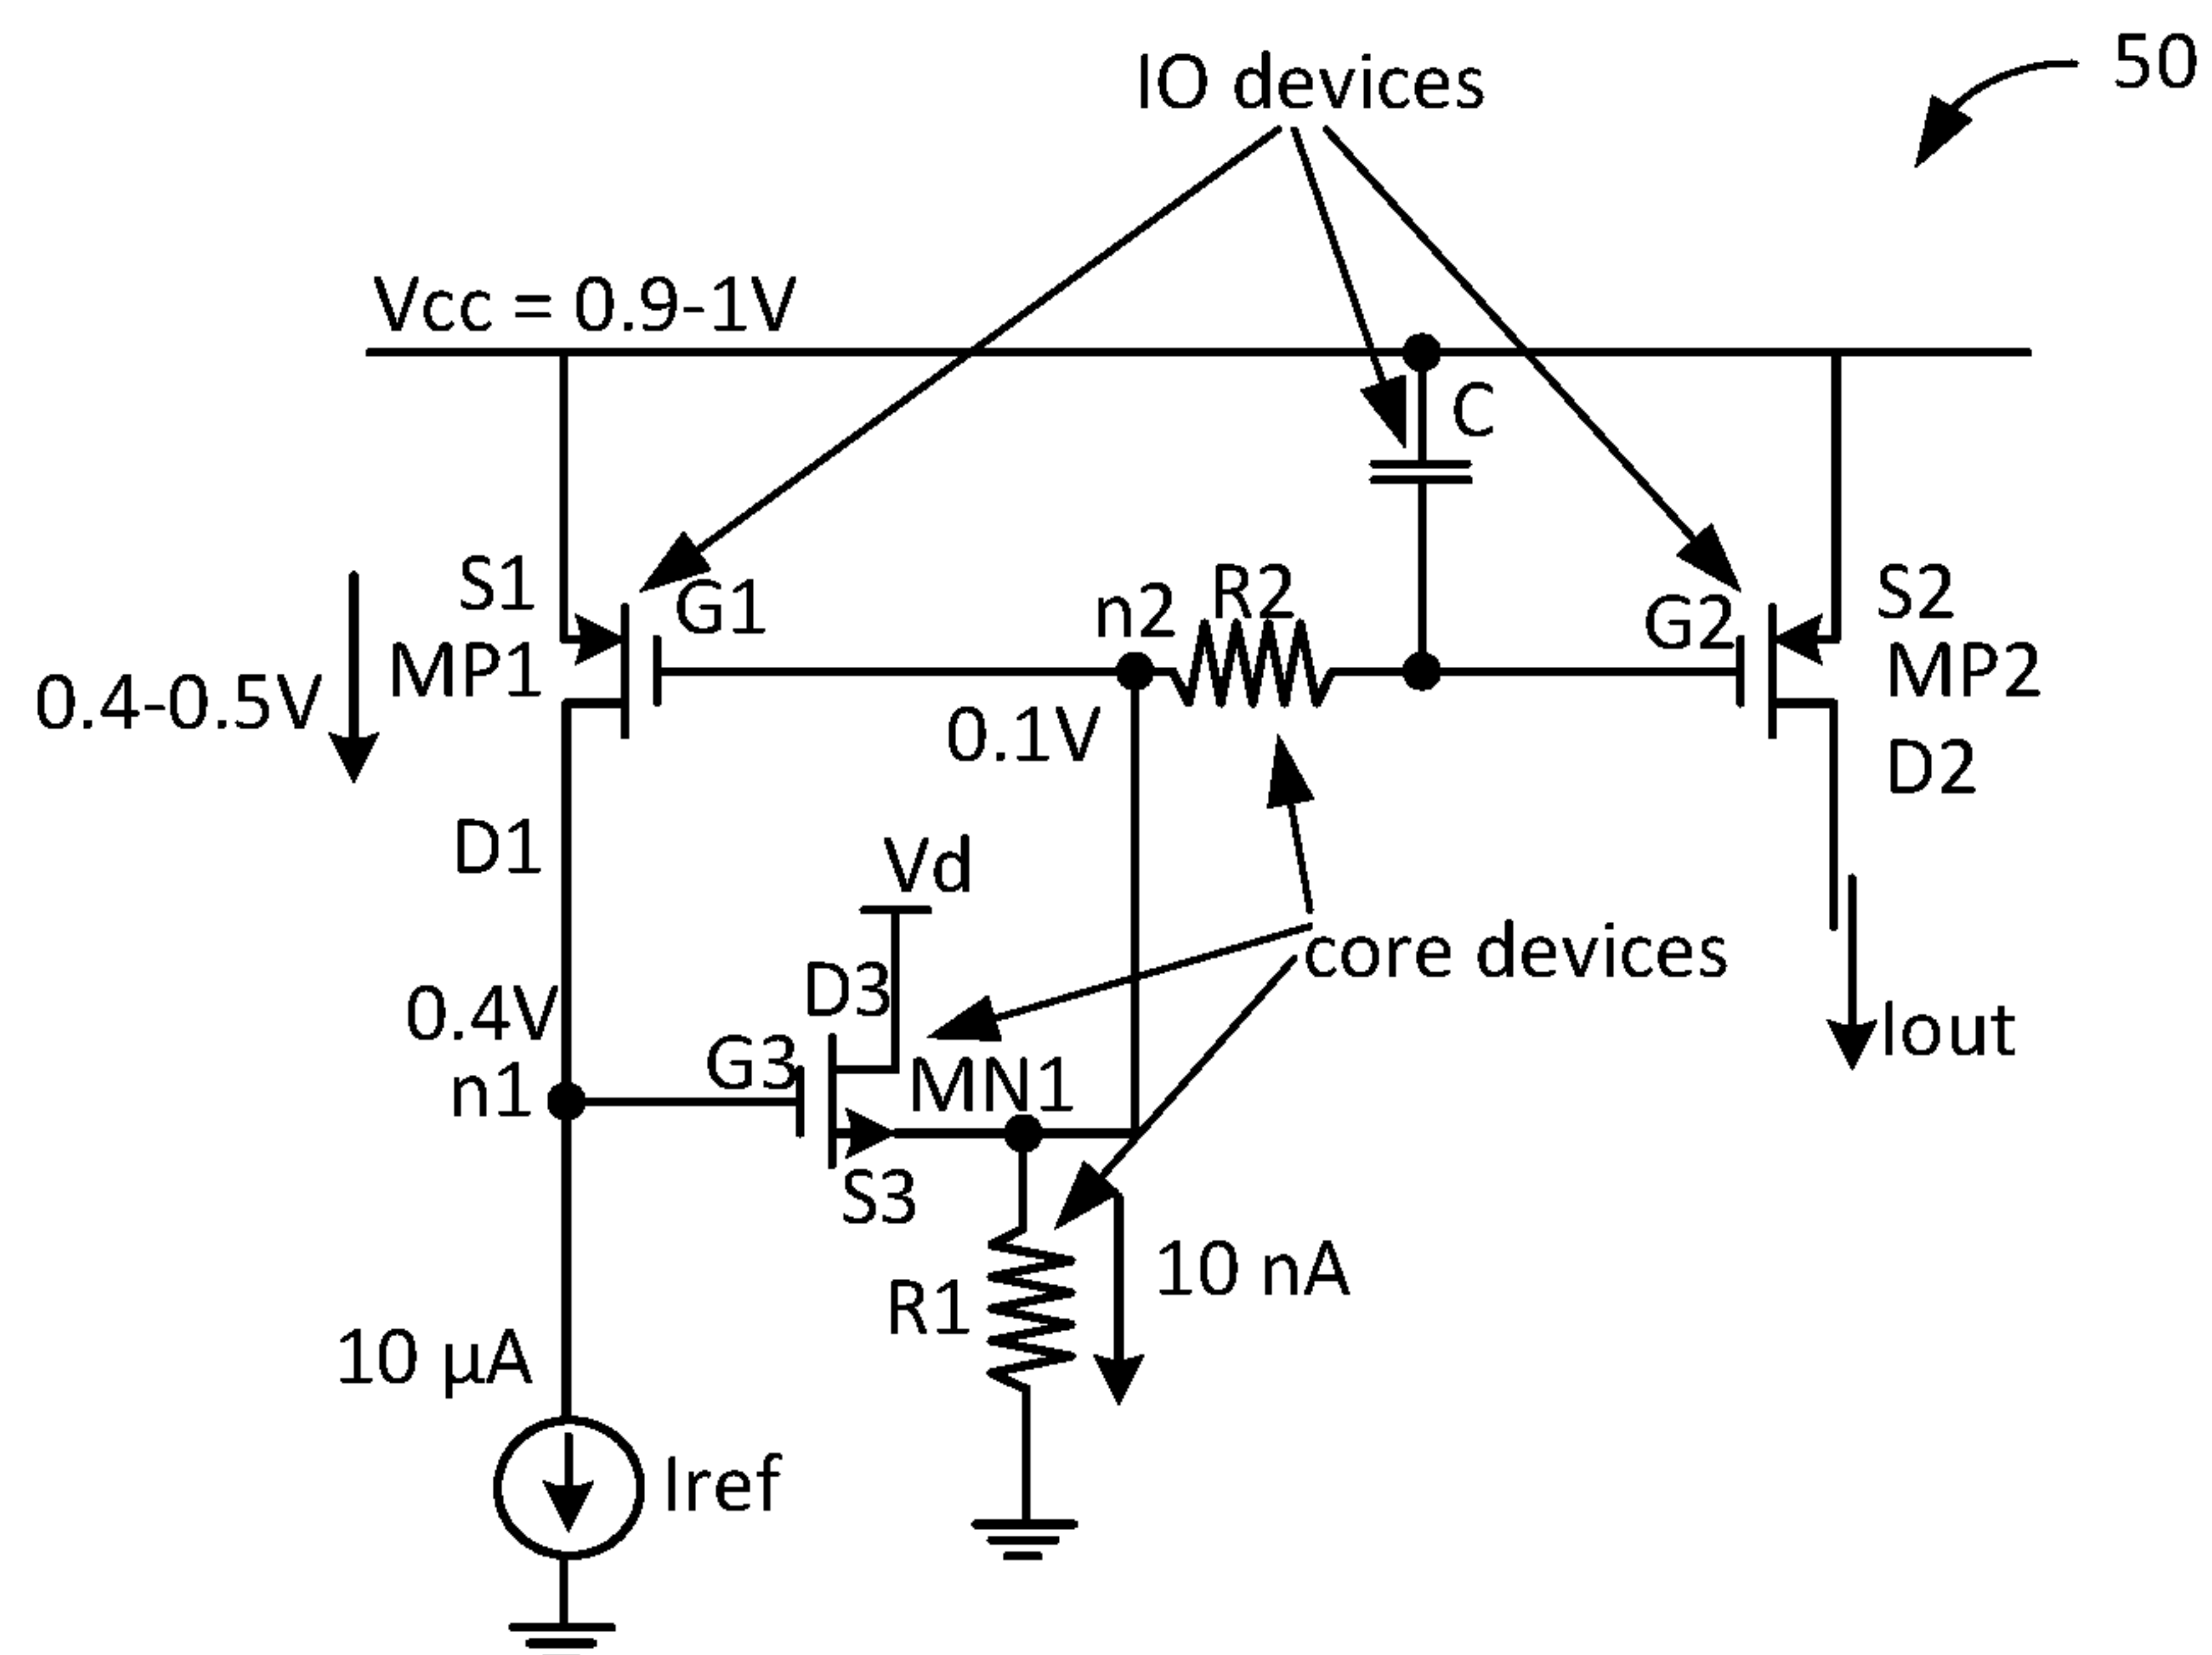 50
IO devices
Vcc = 0.9-1V
C
S1
G1
MP1
0.4-0.5V
n2
R2
0.1V
G2
S2
MP2
D2
D1
Vd
D3
core devices
0.4V
n1
G3
MN1
S3
Iout
R1
10 nA
10 µA
Iref